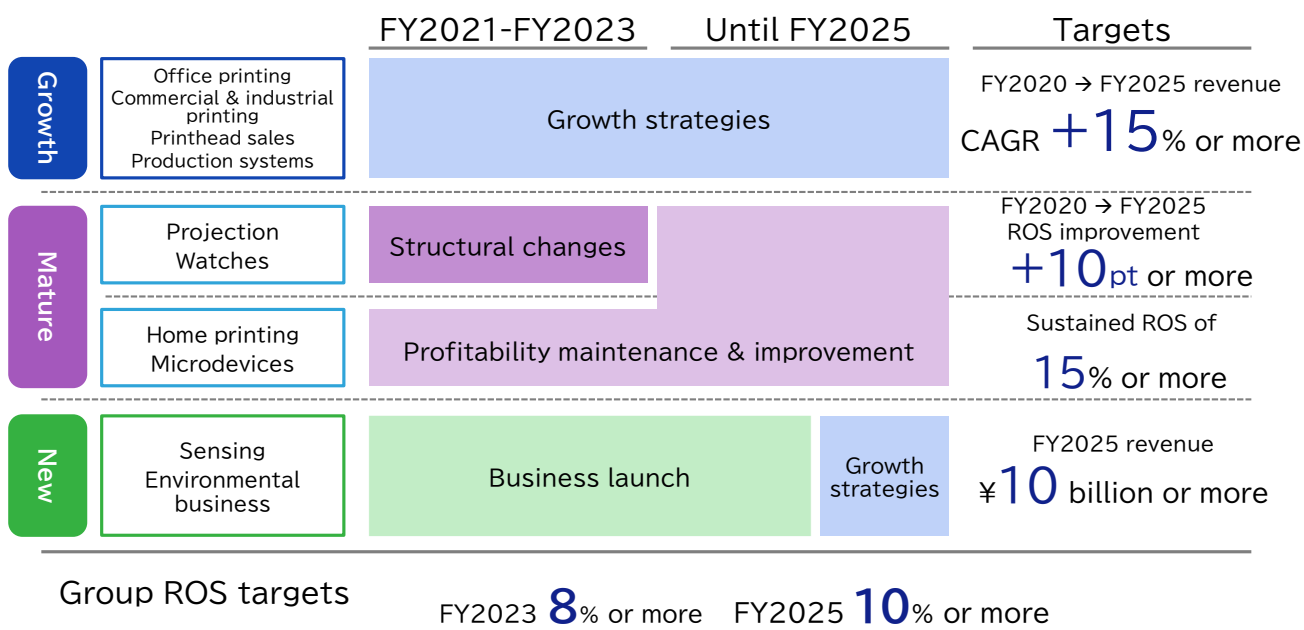 FY2021-FY2023
Until FY2025
Targets
Growth
Office printing
Commercial & industrial
printing
Printhead sales
Production systems
Growth strategies
FY2020 → FY2025 revenue
CAGR +15% or more
Mature
Projection
Watches
Structural changes
FY2020 → FY2025
ROS improvement
+10pt or more
Home printing
Microdevices
Profitability maintenance & improvement
Sustained ROS of
15% or more
New
Sensing
Environmental
business
Business launch
Growth
strategies
FY2025 revenue
¥10 billion or more
Group ROS targets
FY2023 8% or more
FY2025 10% or more